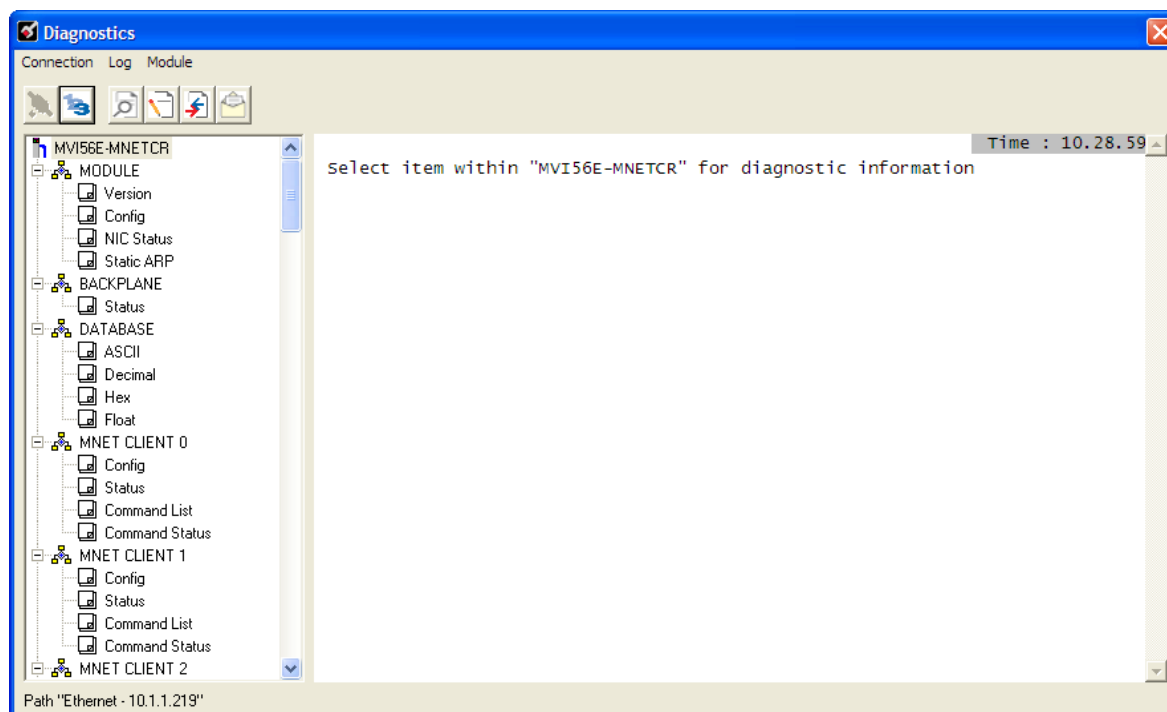 Diagnostics
Connection Log Module
MVI56E-MNETCR
MODULE
Version
Config
NIC Status
Static ARP
BACKPLANE
Status
DATABASE
ASCII
Decimal
Hex
Float
MNET CLIENT 0
Config
Status
Command List
Command Status
MNET CLIENT 1
Config
Status
Command List
Command Status
MNET CLIENT 2
Time : 10.28.59
Select item within "MVI56E-MNETCR" for diagnostic information
Path "Ethernet - 10.1.1.219"